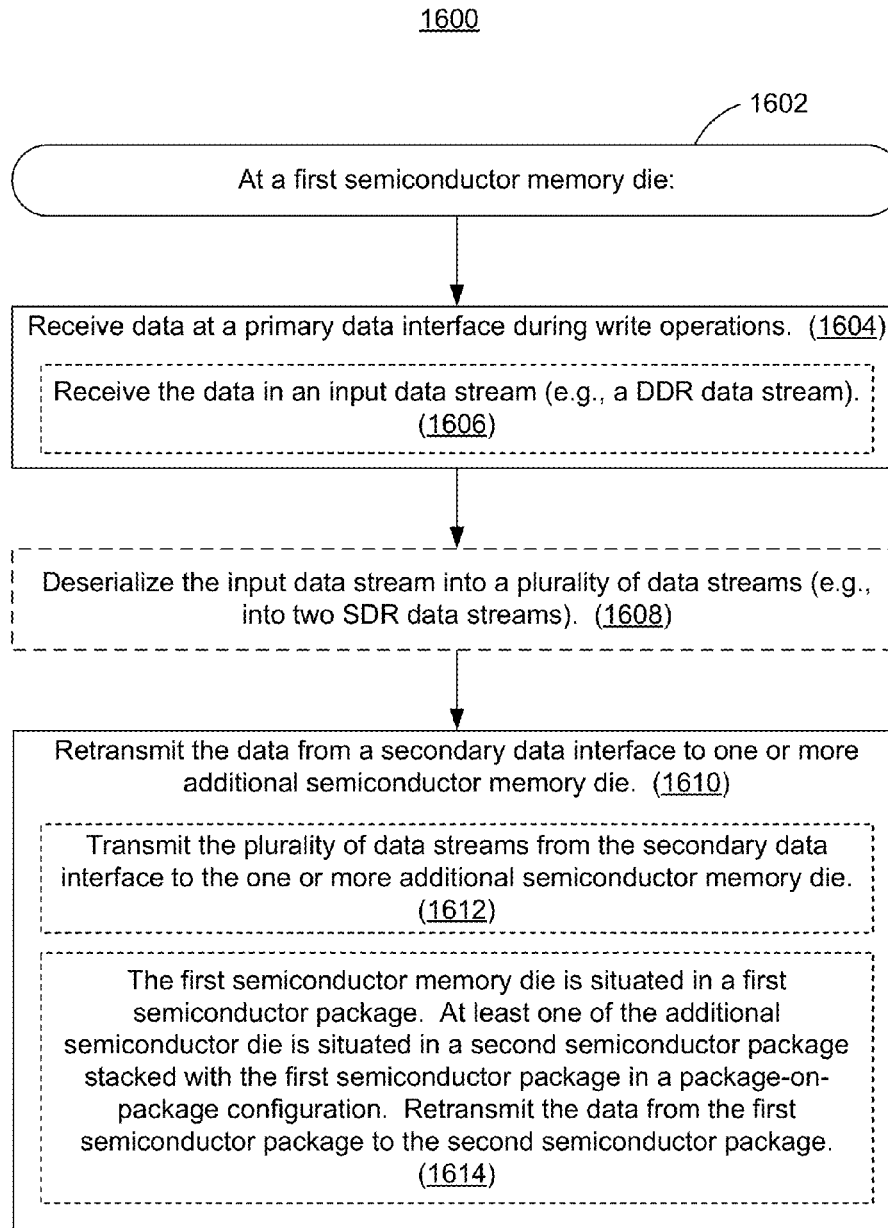 1600
1602
At a first semiconductor memory die:
Receive data at a primary data interface during write operations. (1604)
Receive the data in an input data stream (e.g., a DDR data stream).
(1606)
Deserialize the input data stream into a plurality of data streams (e.g.,
into two SDR data streams). (1608)
Retransmit the data from a secondary data interface to one or more
additional semiconductor memory die. (1610)
Transmit the plurality of data streams from the secondary data
interface to the one or more additional semiconductor memory die.
(1612)
The first semiconductor memory die is situated in a first
semiconductor package. At least one of the additional
semiconductor die is situated in a second semiconductor package
stacked with the first semiconductor package in a package-on-
package configuration. Retransmit the data from the first
semiconductor package to the second semiconductor package.
(1614)